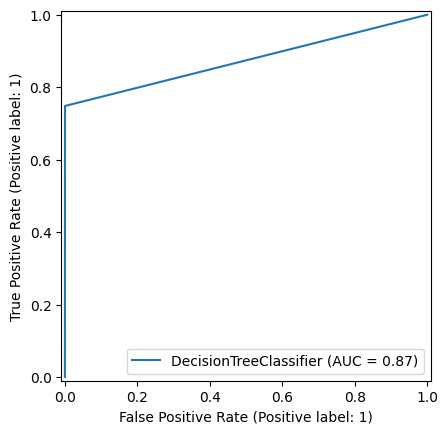 1.0
0.8
0.6
0.4
0.2
0.0
True Positive Rate (Positive label: 1)
DecisionTreeClassifier (AUC = 0.87)
0.0 0.2 0.4 0.6 0.8 1.0
False Positive Rate (Positive label: 1)